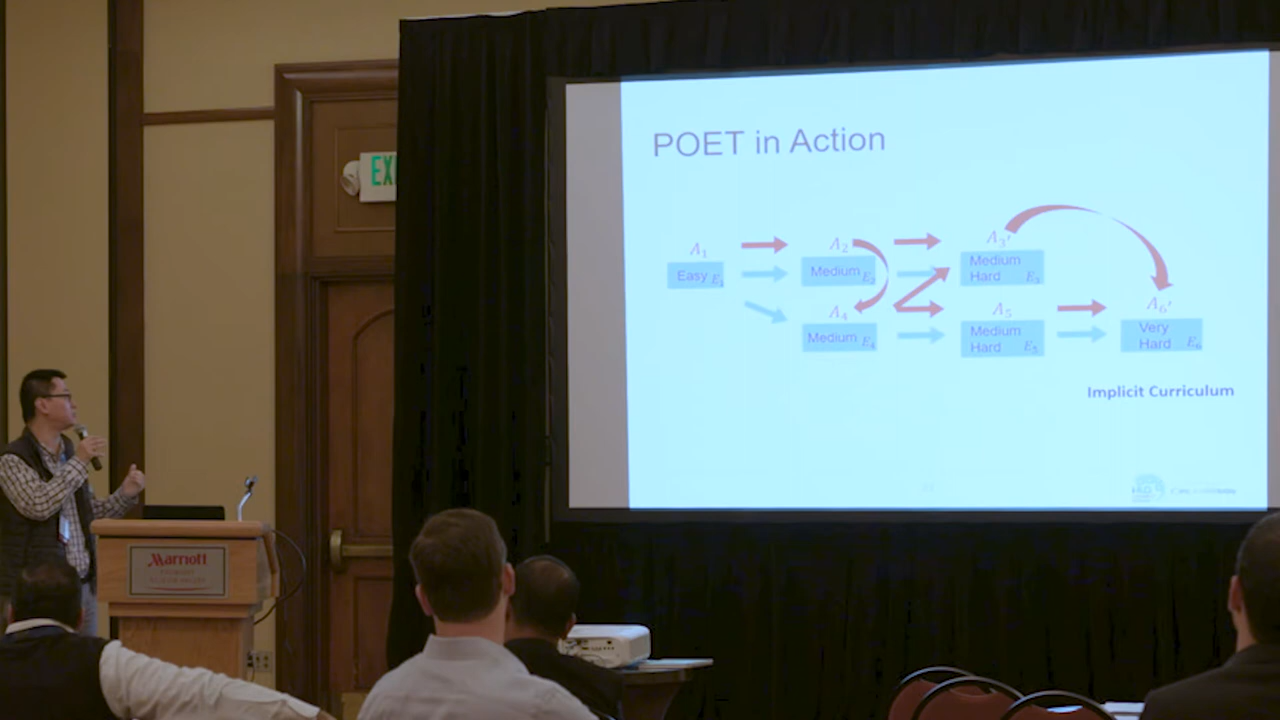 EXI
POET in Action
A₁
A₂
A₃′
Easy E₁
Medium E₂
Medium
Hard E₃
A₄
A₅
A₆′
Medium E₄
Medium
Hard E₅
Very
Hard E₆
Implicit Curriculum
Marriott